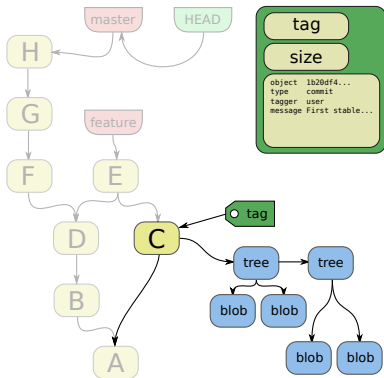 master
HEAD
tag
H
size
object 1b20df4...
type commit
tagger user
message First stable...
G
feature
F
E
tag
D
C
tree
tree
B
blob
blob
A
blob
blob